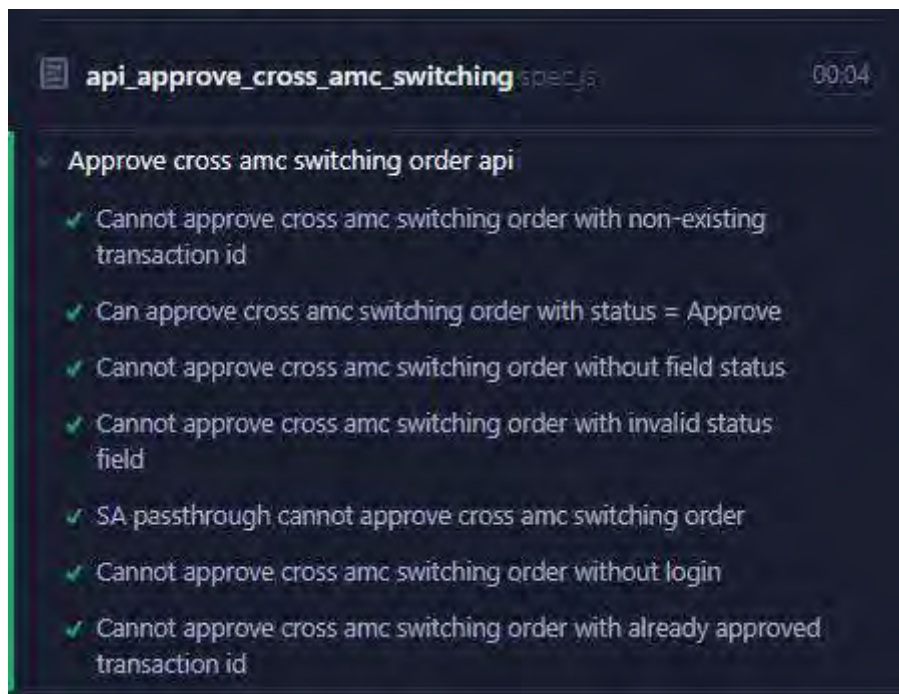 api_approve_cross_amc_switching spec.js 00:04
Approve cross amc switching order api
Cannot approve cross amc switching order with non-existing
transaction id
Can approve cross amc switching order with status = Approve
Cannot approve cross amc switching order without field status
Cannot approve cross amc switching order with invalid status
field
SA passthrough cannot approve cross amc switching order
Cannot approve cross amc switching order without login
Cannot approve cross amc switching order with already approved
transaction id